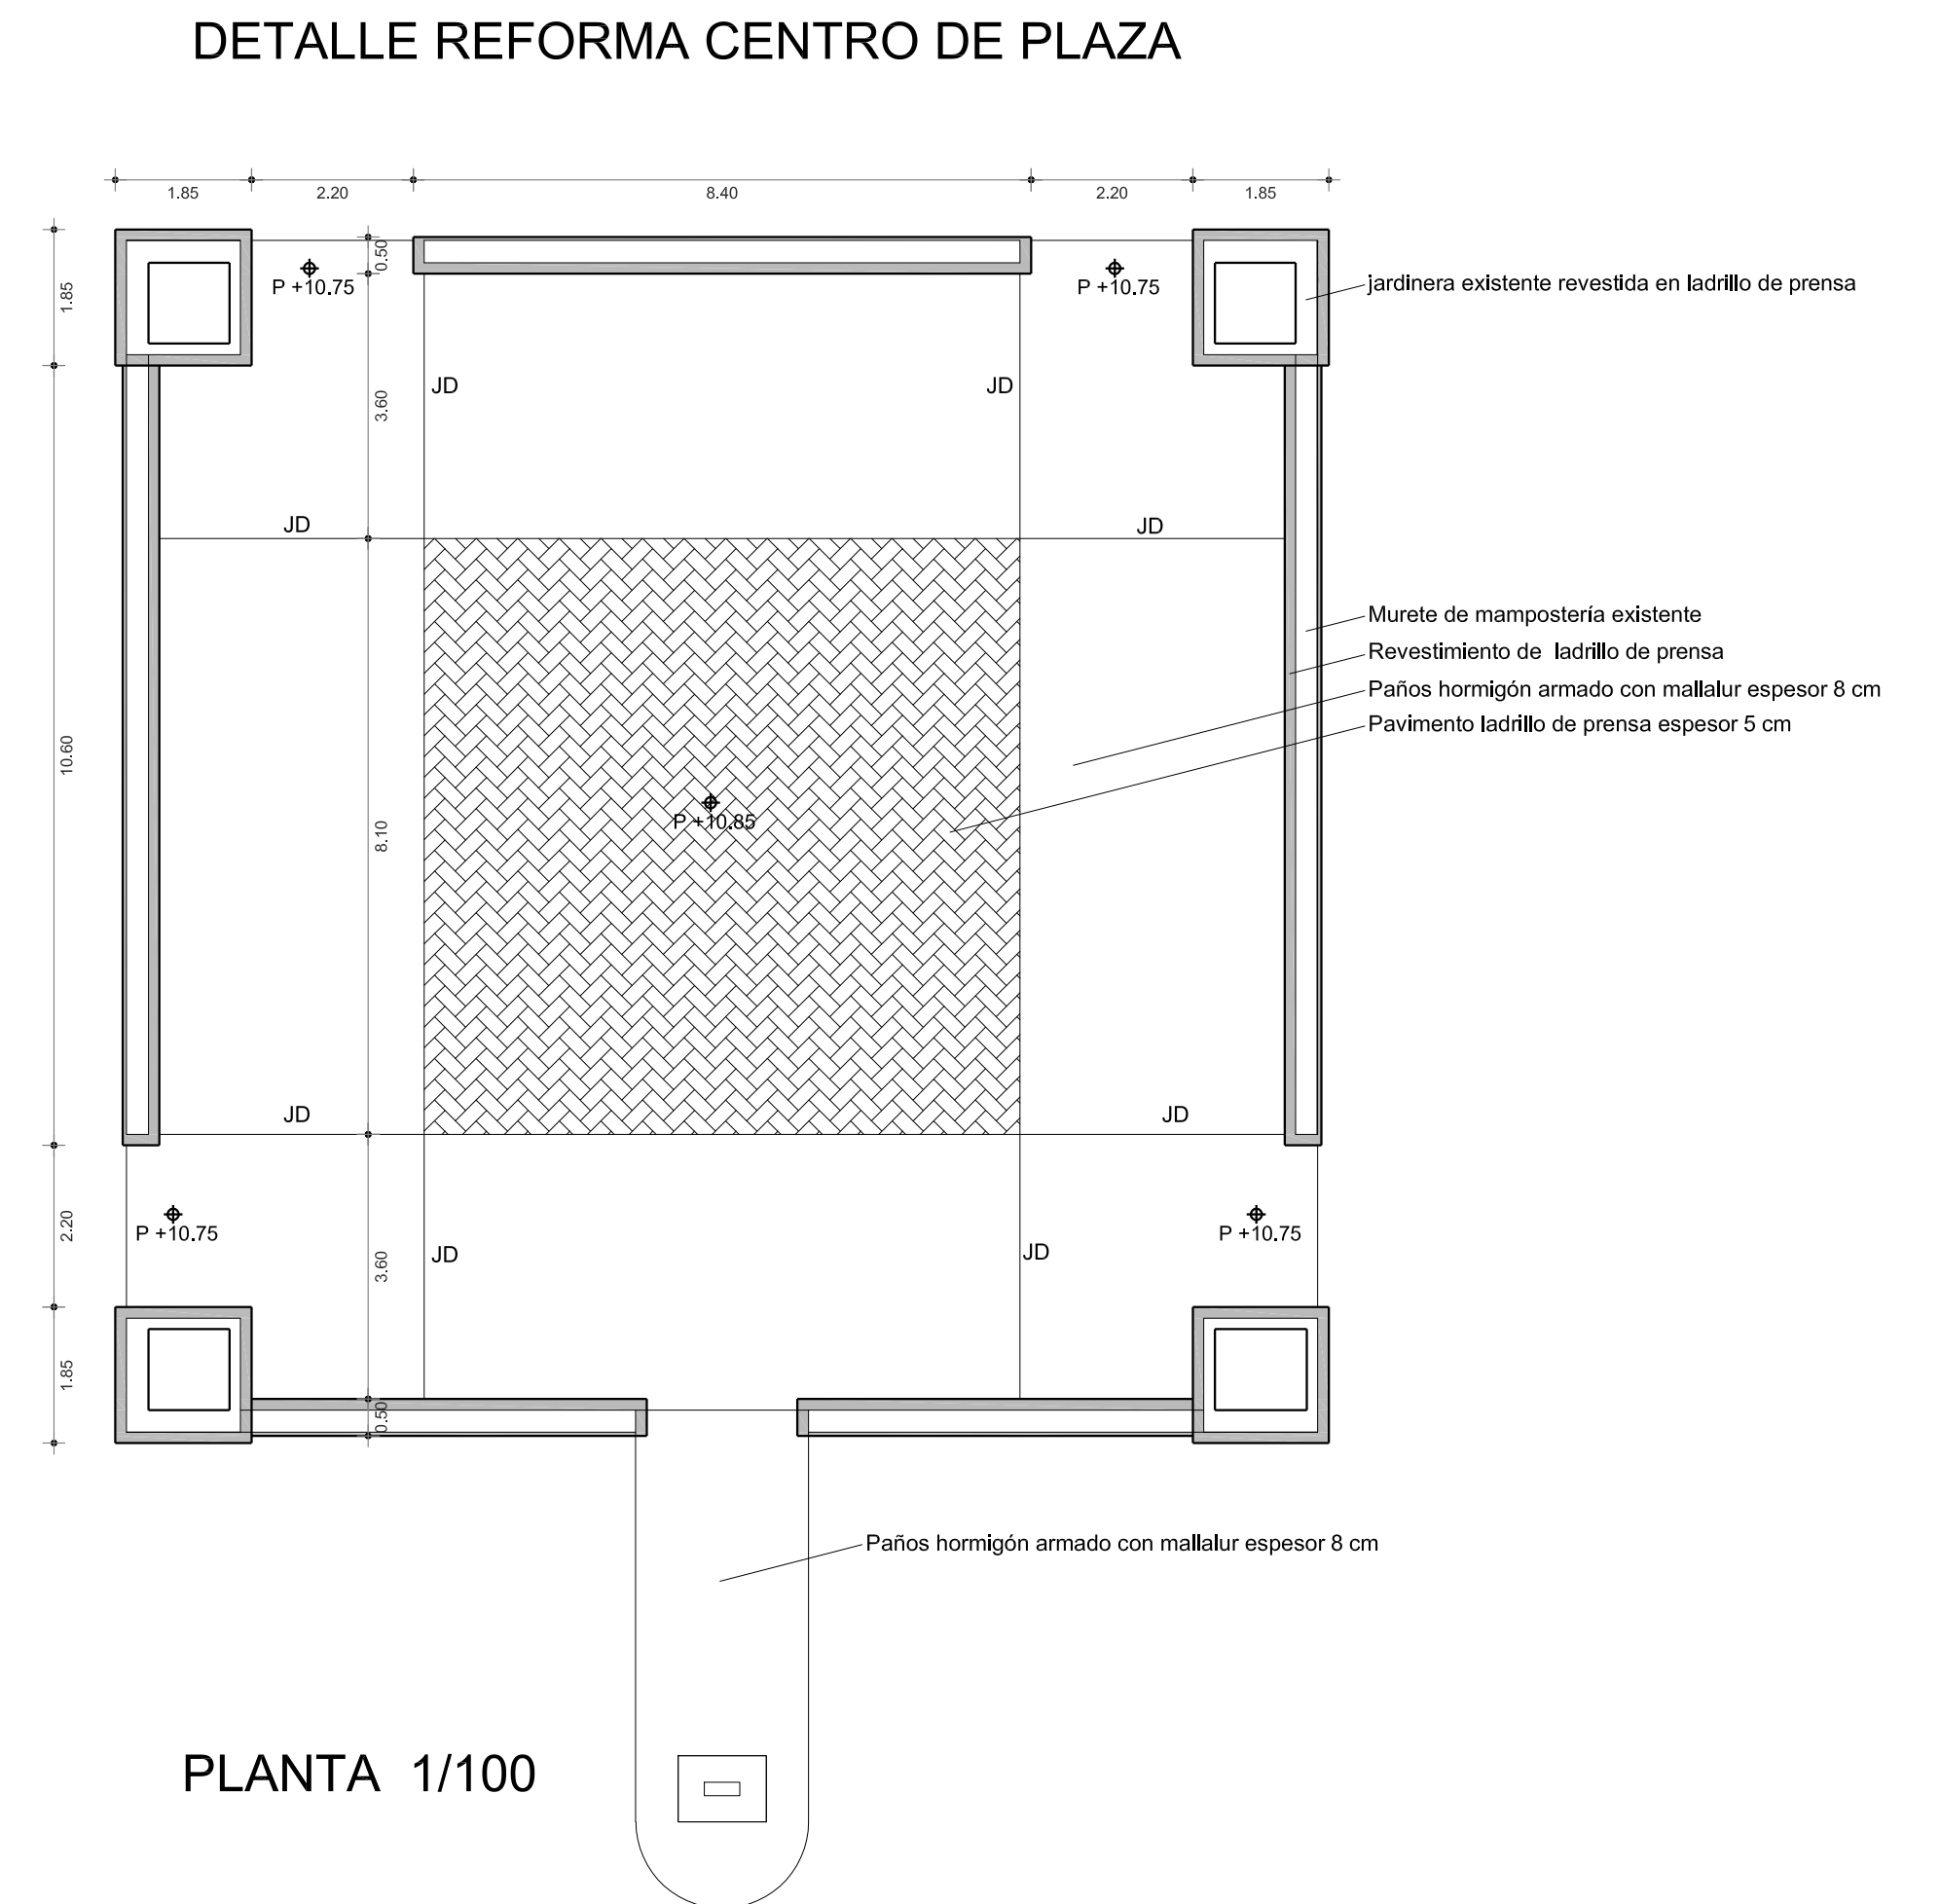 DETALLE REFORMA CENTRO DE PLAZA
1.85
2.20
8.40
2.20
1.85
0.50
P +10.75
P +10.75
jardinera existente revestida en ladrillo de prensa
1.85
JD
JD
3.60
JD
JD
Murete de mampostería existente
Revestimiento de ladrillo de prensa
Paños hormigón armado con mallalur espesor 8 cm
Pavimento ladrillo de prensa espesor 5 cm
10.60
P +10.85
8.10
JD
JD
2.20
P +10.75
P +10.75
JD
JD
3.60
1.85
0.50
Paños hormigón armado con mallalur espesor 8 cm
PLANTA 1/100